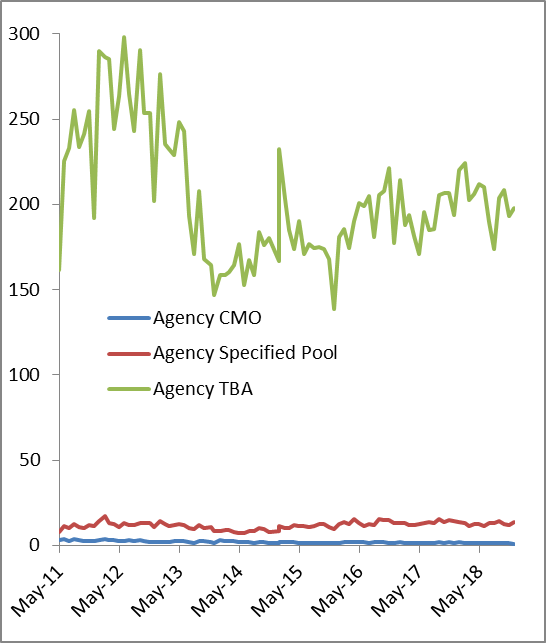 300
250
200
150
Agency CMO
Agency Specified Pool
Agency TBA
100
50
0
May-11
May-12
May-13
May-14
May-15
May-16
May-17
May-18